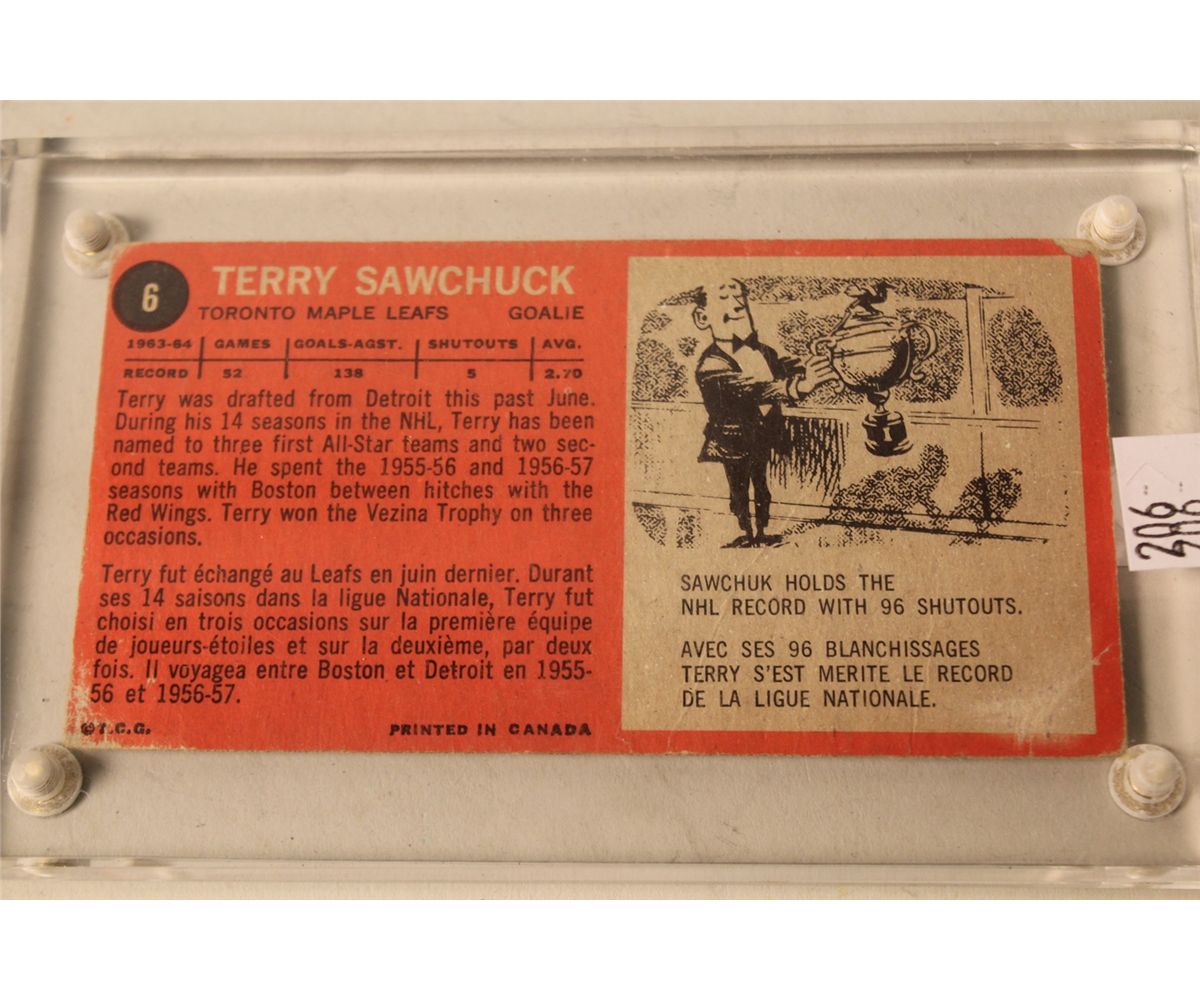 6
TERRY SAWCHUCK
TORONTO MAPLE LEAFS GOALIE
1963-64 GAMES GOALS-AGST. SHUTOUTS AVG.
RECORD 52 138 5 2.70
Terry was drafted from Detroit this past June.
During his 14 seasons in the NHL, Terry has been
named to three first All-Star teams and two sec-
ond teams. He spent the 1955-56 and 1956-57
seasons with Boston between hitches with the
Red Wings. Terry won the Vezina Trophy on three
occasions.
Terry fut échangé au Leafs en juin dernier. Durant
ses 14 saisons dans la ligue Nationale, Terry fut
choisi en trois occasions sur la première équipe
de joueurs-étoiles et sur la deuxième, par deux
fois. Il voyagea entre Boston et Detroit en 1955-
56 et 1956-57.
©T.C.G. PRINTED IN CANADA
1
SAWCHUK HOLDS THE
NHL RECORD WITH 96 SHUTOUTS.
AVEC SES 96 BLANCHISSAGES
TERRY S'EST MERITE LE RECORD
DE LA LIGUE NATIONALE.
206
206